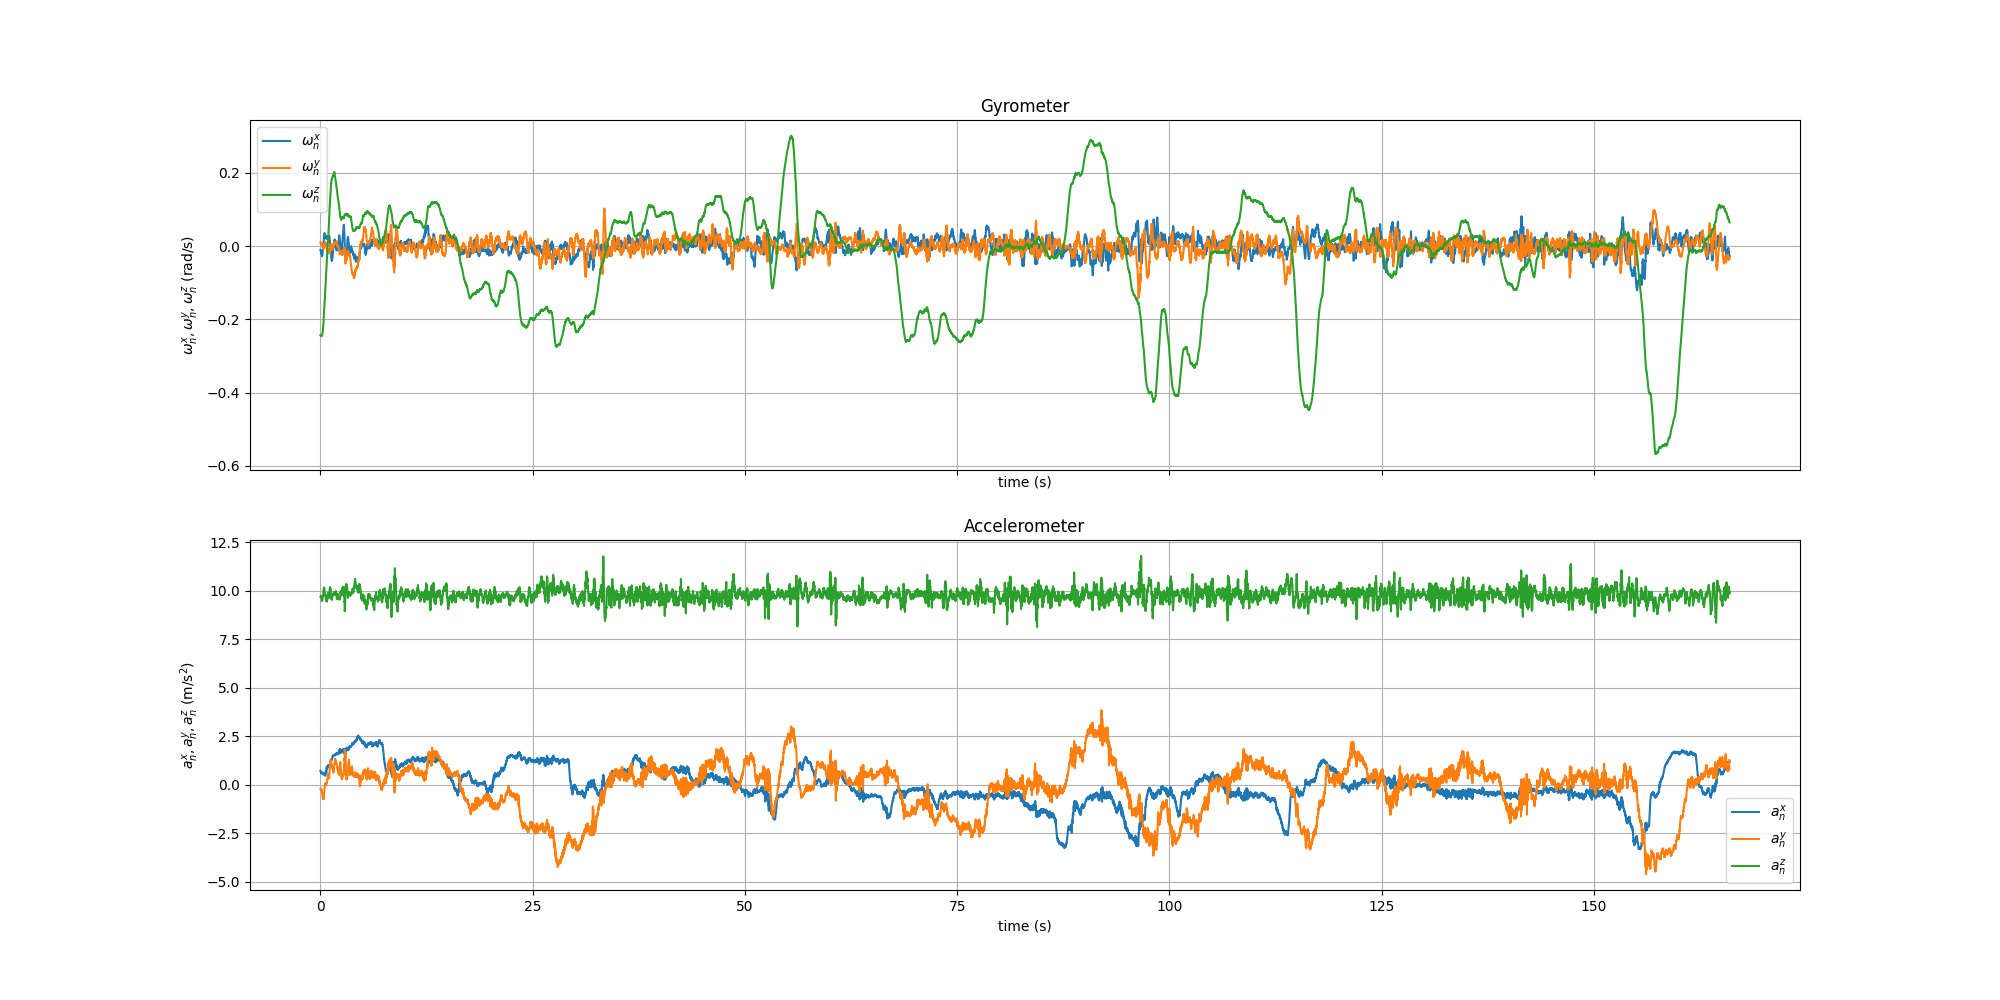 Gyrometer
ω_n^x
ω_n^y
ω_n^z
0.2
0.0
−0.2
−0.4
−0.6
ω_n^x, ω_n^y, ω_n^z (rad/s)
time (s)
Accelerometer
12.5
10.0
7.5
5.0
2.5
0.0
−2.5
−5.0
a_n^x, a_n^y, a_n^z (m/s²)
a_n^x
a_n^y
a_n^z
0 25 50 75 100 125 150
time (s)